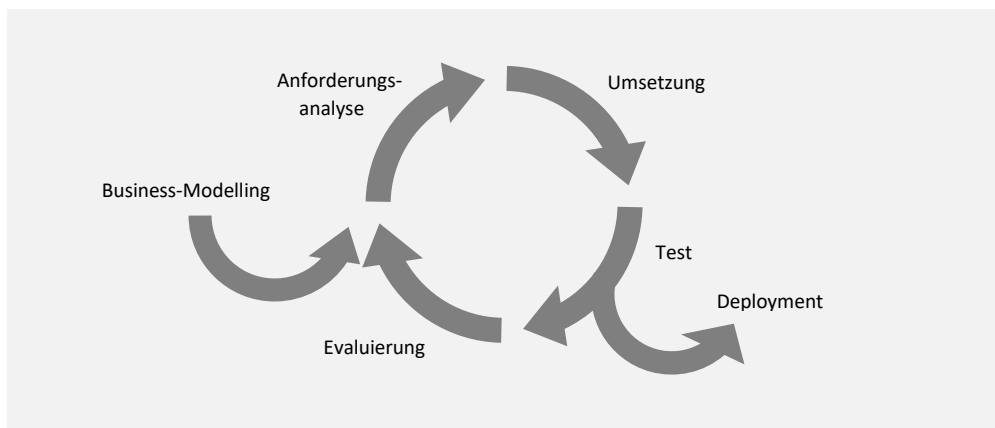 Anforderungs-
analyse
Umsetzung
Business-Modelling
Test
Deployment
Evaluierung